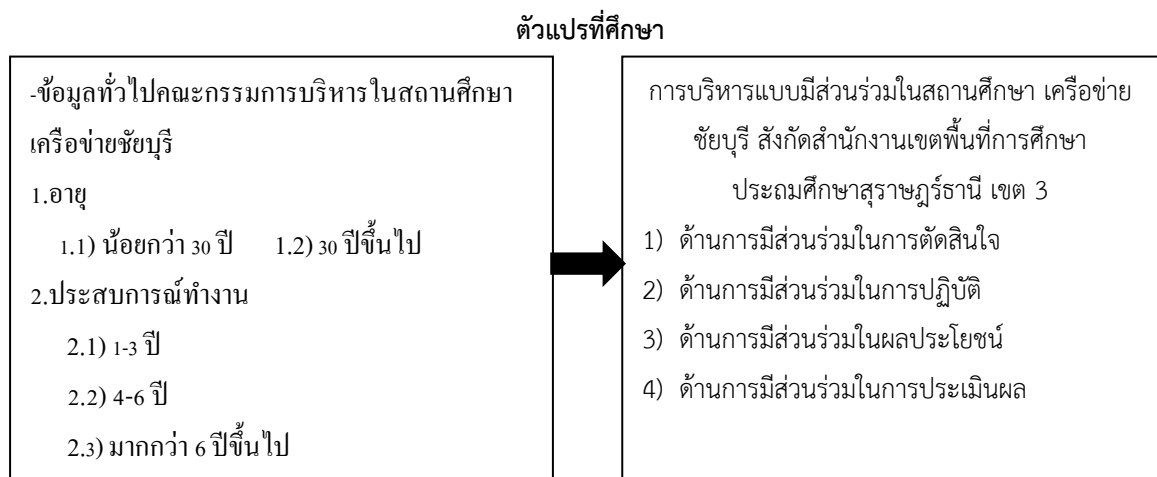 ตัวแปรที่ศึกษา
-ข้อมูลทั่วไปคณะกรรมการบริหารในสถานศึกษา
เครือข่ายชัยบุรี
1.อายุ
1.1) น้อยกว่า 30 ปี 1.2) 30 ปีขึ้นไป
2.ประสบการณ์ทำงาน
2.1) 1-3 ปี
2.2) 4-6 ปี
2.3) มากกว่า 6 ปีขึ้นไป
การบริหารแบบมีส่วนร่วมในสถานศึกษา เครือข่าย
ชัยบุรี สังกัดสำนักงานเขตพื้นที่การศึกษา
ประถมศึกษาสุราษฎร์ธานี เขต 3
1) ด้านการมีส่วนร่วมในการตัดสินใจ
2) ด้านการมีส่วนร่วมในการปฏิบัติ
3) ด้านการมีส่วนร่วมในผลประโยชน์
4) ด้านการมีส่วนร่วมในการประเมินผล